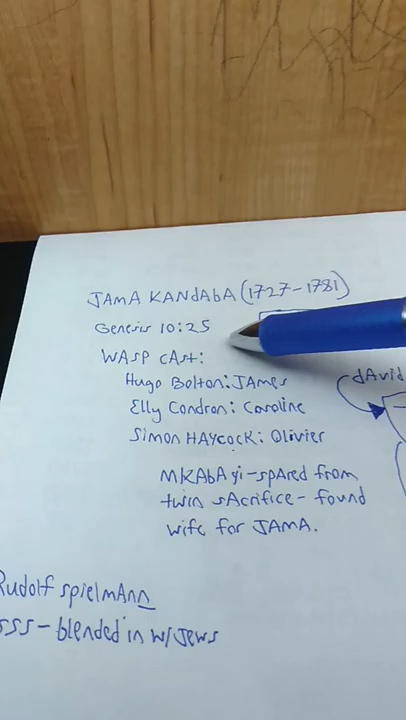 JAMA KANDABA (1727-1781)
Genesis 10:25
WASP CAst:
Hugo Bolton: JAmes
Elly Condron: Caroline
Simon HAYcock: Olivier
dAvid
MKAbAyi-spAred from
twin sAcrifice-found
wife for JAMA.
Rudolf spielmAnn
sss-blended in w/Jews